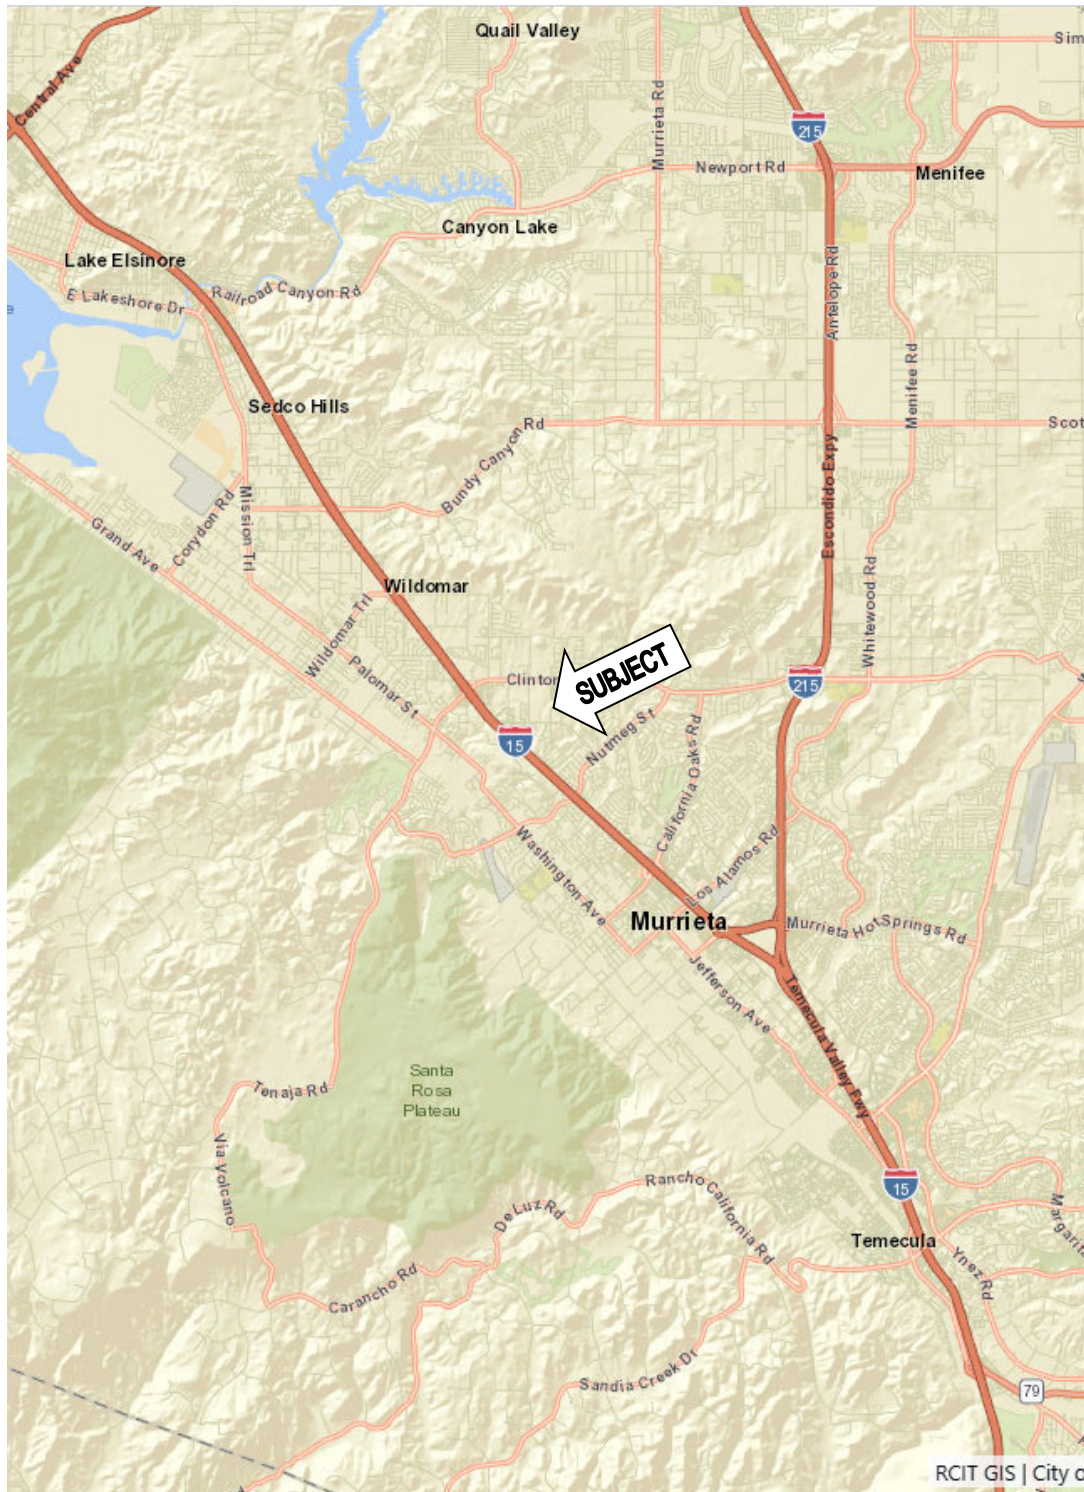 Quail Valley
Sim
Central Ave
Murrieta Rd
215
Newport Rd
Menifee
Canyon Lake
Lake Elsinore
Railroad Canyon Rd
E Lakeshore Dr
e
Antelope Rd
Menifee Rd
Sedco Hills
Bundy Canyon Rd
Scot
Escondido Expy
Mission Trl
Corydon Rd
Grand Ave
Wildomar
Wildomar Trl
Whitewood Rd
Palomar St
Clinton
SUBJECT
215
15
Nutmeg St
California Oaks Rd
Los Alamos Rd
Washington Ave
Murrieta
Murrieta Hot Springs Rd
Jefferson Ave
Temecula Valley Fwy
Santa
Rosa
Plateau
Tenaja Rd
Via Volcano
De Luz Rd
Rancho California Rd
15
Margarita
Temecula
Ynez Rd
Carancho Rd
Sandia Creek Dr
79
RCIT GIS | City o